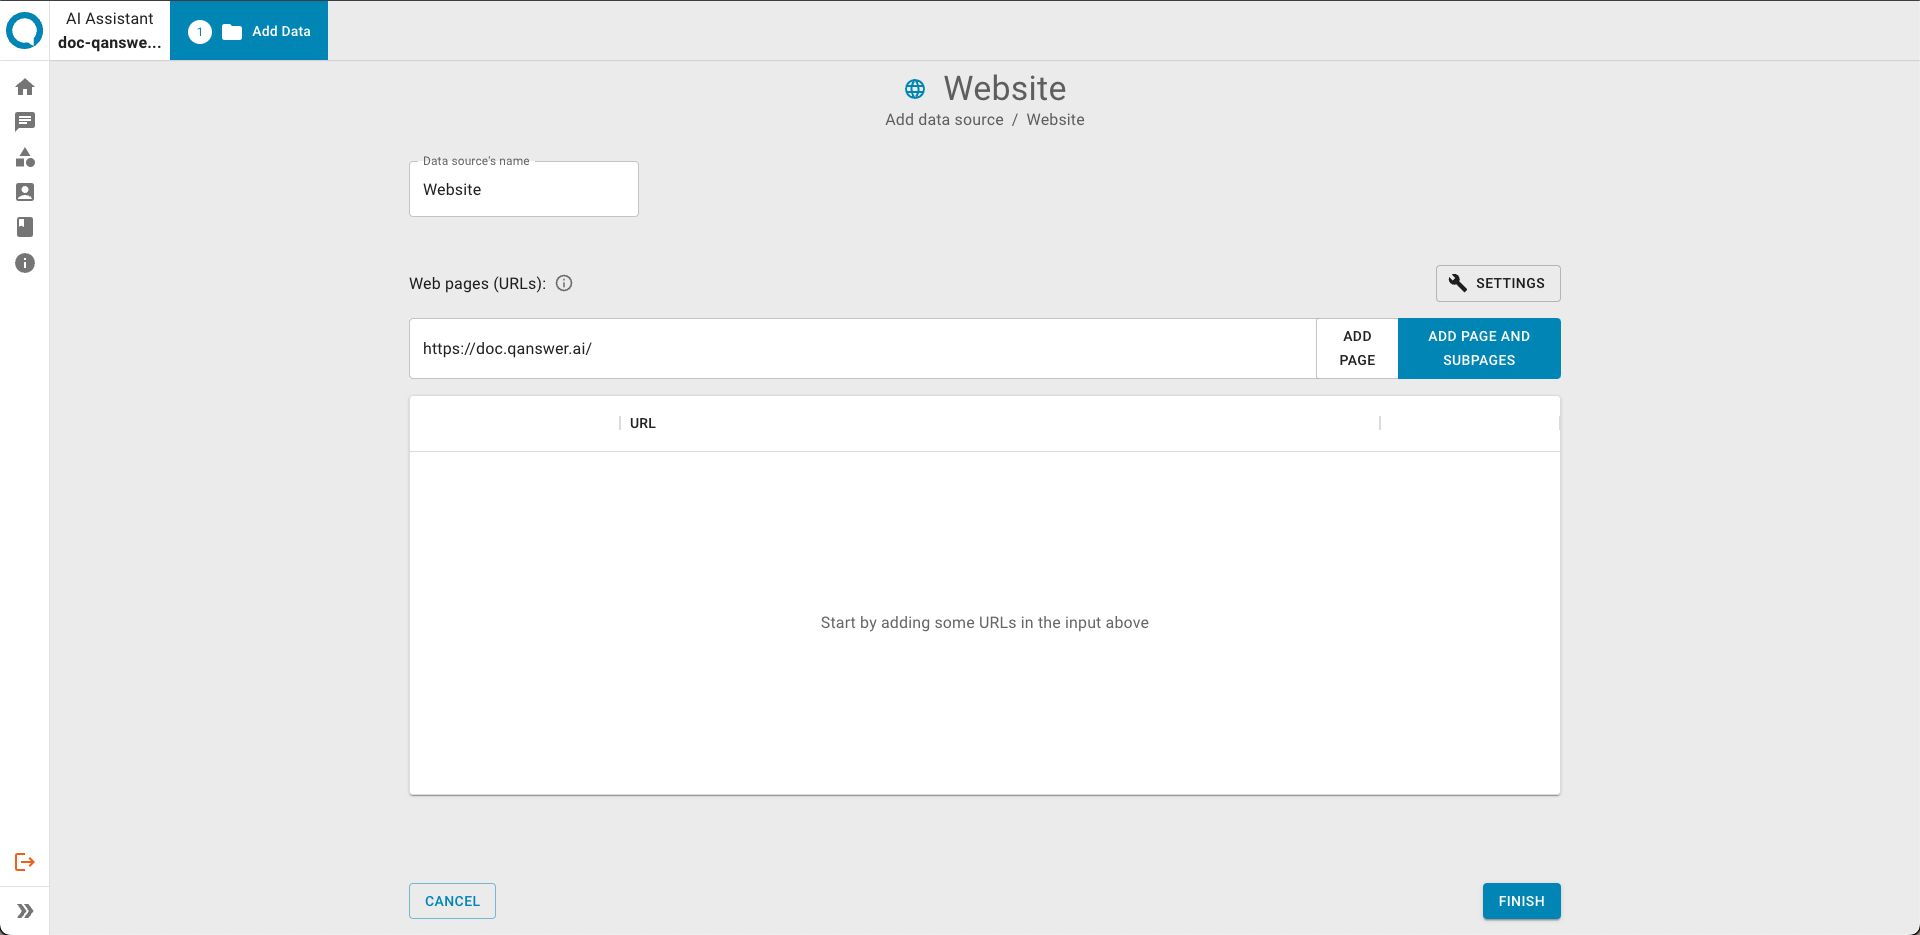 AI Assistant
doc-qanswe...
1 Add Data
Website
Add data source / Website
Data source's name
Website
Web pages (URLs):
SETTINGS
https://doc.qanswer.ai/
ADD
PAGE
ADD PAGE AND
SUBPAGES
URL
Start by adding some URLs in the input above
CANCEL
FINISH